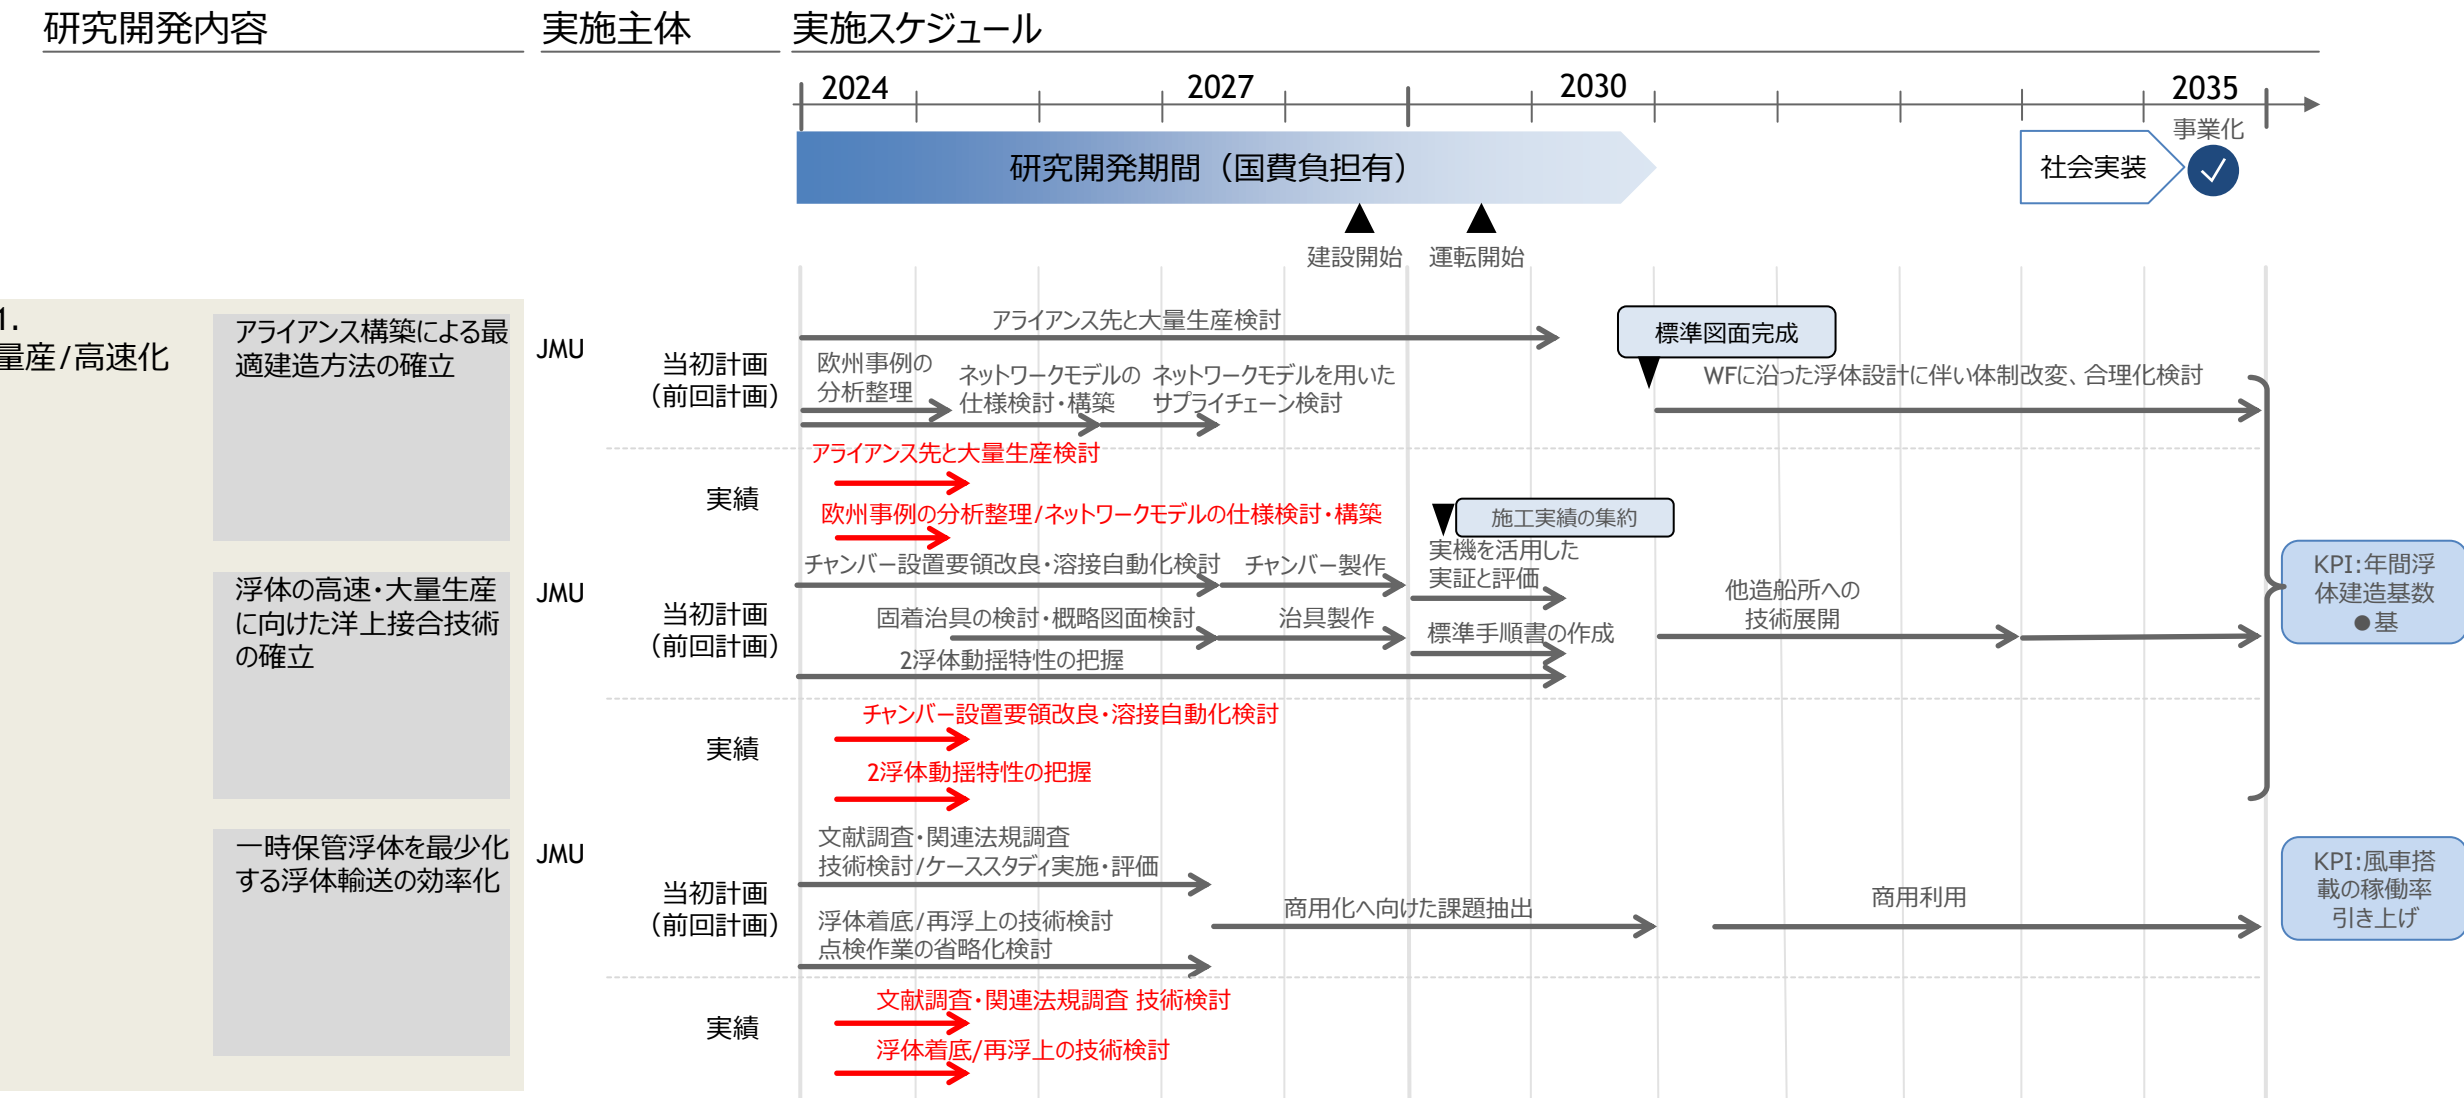 研究開発内容
実施主体
実施スケジュール
2024
2027
2030
2035
事業化
研究開発期間（国費負担有）
社会実装
建設開始
運転開始
1.
量産/高速化
アライアンス構築による最
適建造方法の確立
JMU
当初計画
（前回計画）
アライアンス先と大量生産検討
欧州事例の
分析整理
ネットワークモデルの
仕様検討・構築
ネットワークモデルを用いた
サプライチェーン検討
標準図面完成
WFに沿った浮体設計に伴い体制改変、合理化検討
実績
アライアンス先と大量生産検討
欧州事例の分析整理/ネットワークモデルの仕様検討・構築
施工実績の集約
浮体の高速・大量生産
に向けた洋上接合技術
の確立
JMU
当初計画
（前回計画）
チャンバー設置要領改良・溶接自動化検討
チャンバー製作
実機を活用した
実証と評価
固着治具の検討・概略図面検討
治具製作
標準手順書の作成
2浮体動揺特性の把握
他造船所への
技術展開
KPI:年間浮
体建造基数
●基
実績
チャンバー設置要領改良・溶接自動化検討
2浮体動揺特性の把握
一時保管浮体を最少化
する浮体輸送の効率化
JMU
当初計画
（前回計画）
文献調査・関連法規調査
技術検討/ケーススタディ実施・評価
浮体着底/再浮上の技術検討
点検作業の省略化検討
商用化へ向けた課題抽出
商用利用
KPI:風車搭
載の稼働率
引き上げ
実績
文献調査・関連法規調査 技術検討
浮体着底/再浮上の技術検討